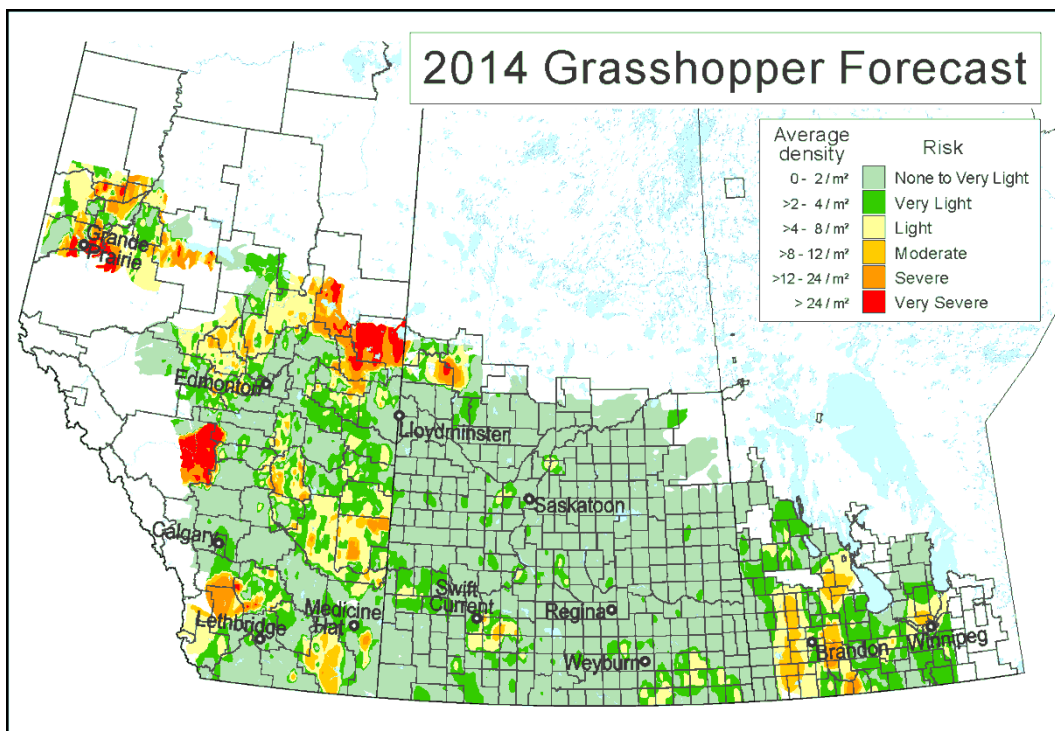 2014 Grasshopper Forecast
Average
density
Risk
0 - 2 / m² None to Very Light
>2 - 4 / m² Very Light
>4 - 8 / m² Light
>8 - 12 / m² Moderate
>12 - 24 / m² Severe
> 24 / m² Very Severe
Grande
Prairie
Edmonton
Lloydminster
Saskatoon
Calgary
Swift
Current
Medicine
Hat
Lethbridge
Regina
Weyburn
Brandon
Winnipeg